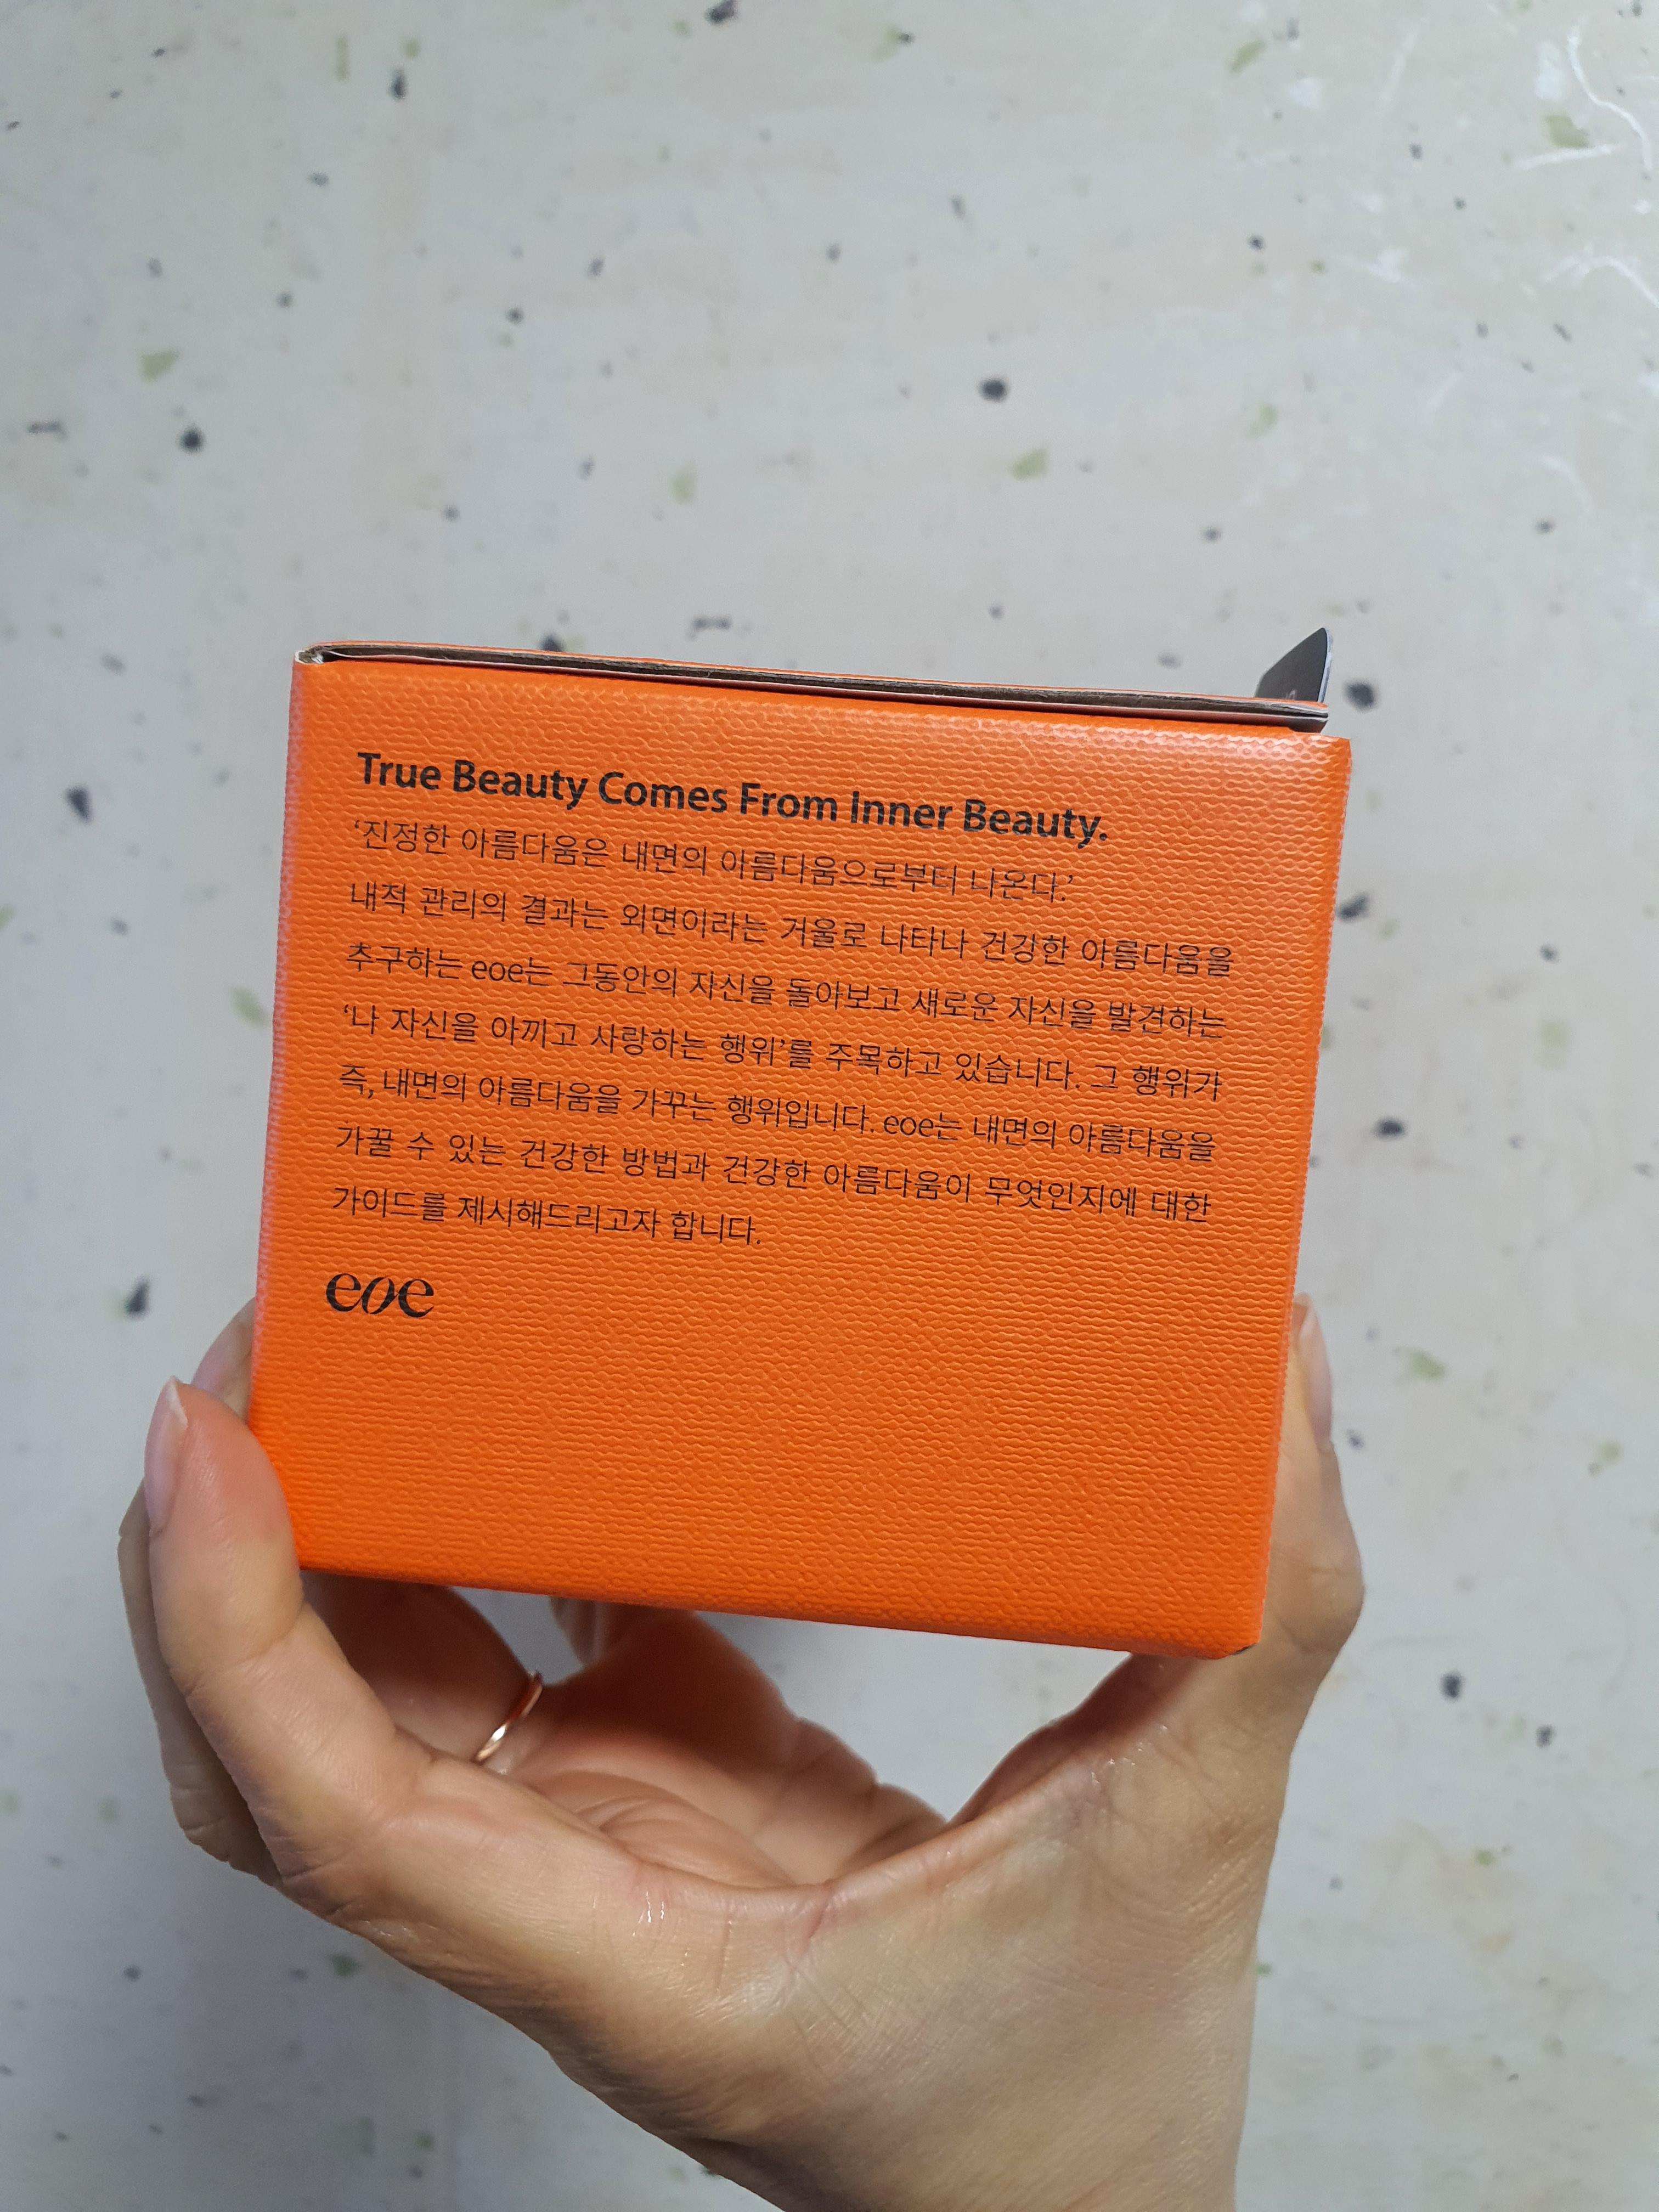 True Beauty Comes From Inner Beauty.
‘진정한 아름다움은 내면의 아름다움으로부터 나온다.’
내적 관리의 결과는 외면이라는 거울로 나타나 건강한 아름다움을
추구하는 eoe는 그동안의 자신을 돌아보고 새로운 자신을 발견하는
‘나 자신을 아끼고 사랑하는 행위’를 주목하고 있습니다. 그 행위가
즉, 내면의 아름다움을 가꾸는 행위입니다. eoe는 내면의 아름다움을
가꿀 수 있는 건강한 방법과 건강한 아름다움이 무엇인지에 대한
가이드를 제시해드리고자 합니다.
eoe